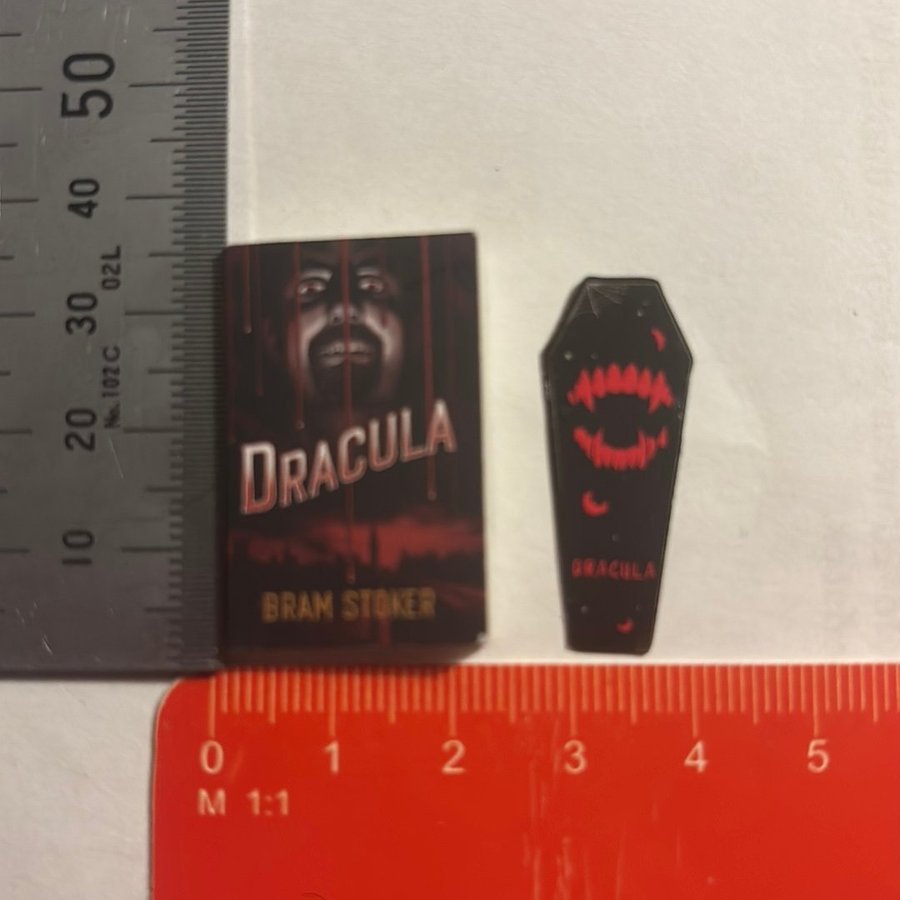 50
40
30
20
10
No. 102C 02L
DRACULA
BRAM STOKER
DRACULA
0 1 2 3 4 5
M 1:1